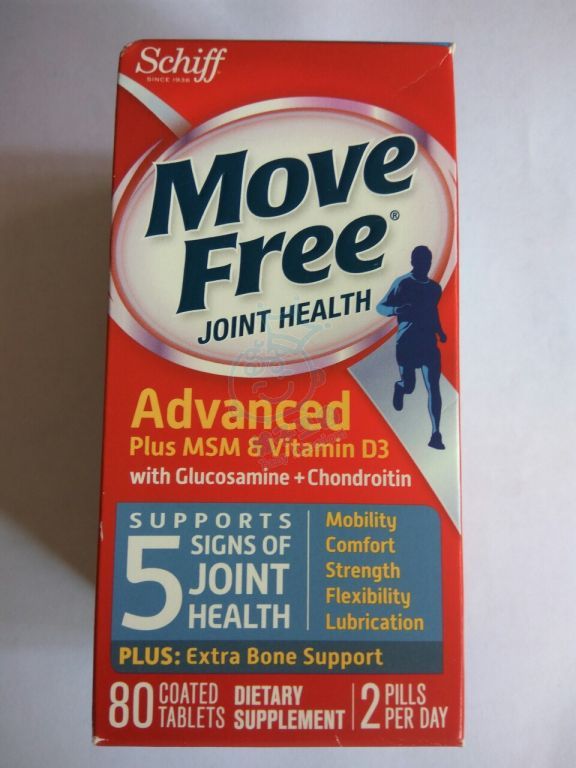 Schiff
SINCE 1936
Move
Free®
JOINT HEALTH
Advanced
Plus MSM & Vitamin D3
with Glucosamine + Chondroitin
SUPPORTS
5 SIGNS OF
JOINT
HEALTH
Mobility
Comfort
Strength
Flexibility
Lubrication
PLUS: Extra Bone Support
80 COATED
TABLETS
DIETARY
SUPPLEMENT
2 PILLS
PER DAY